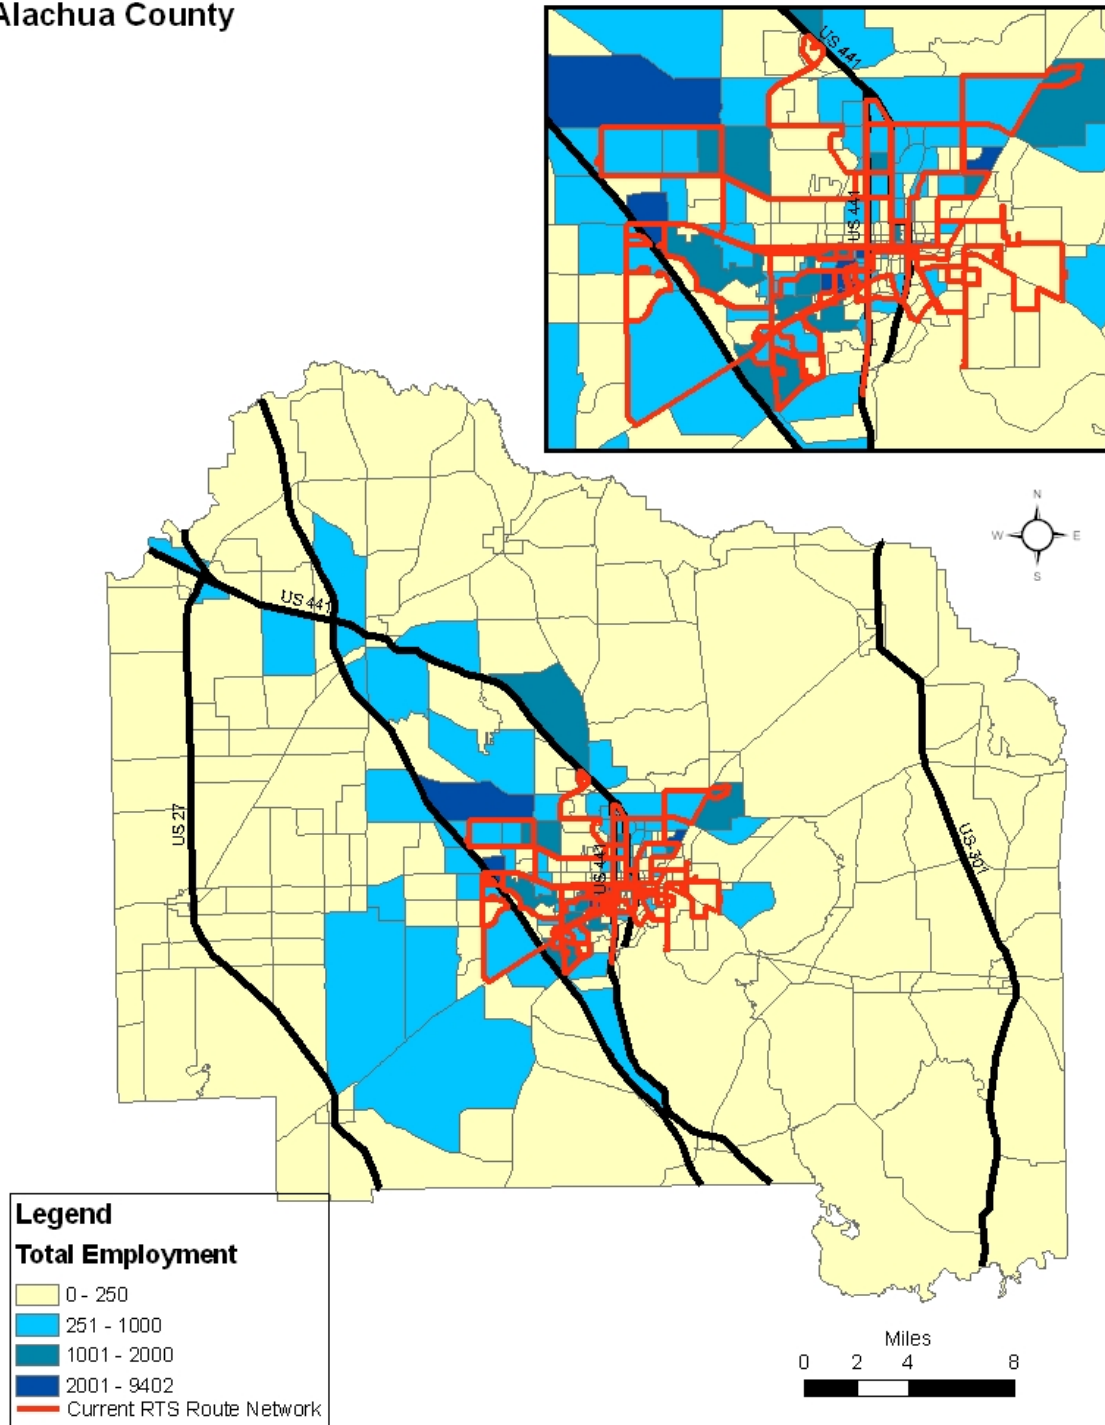 Alachua County
US 441
US 441
N
W E
S
US 441
US 27
US 441
US-301
Legend
Total Employment
0 - 250
251 - 1000
1001 - 2000
2001 - 9402
Current RTS Route Network
Miles
0 2 4 8